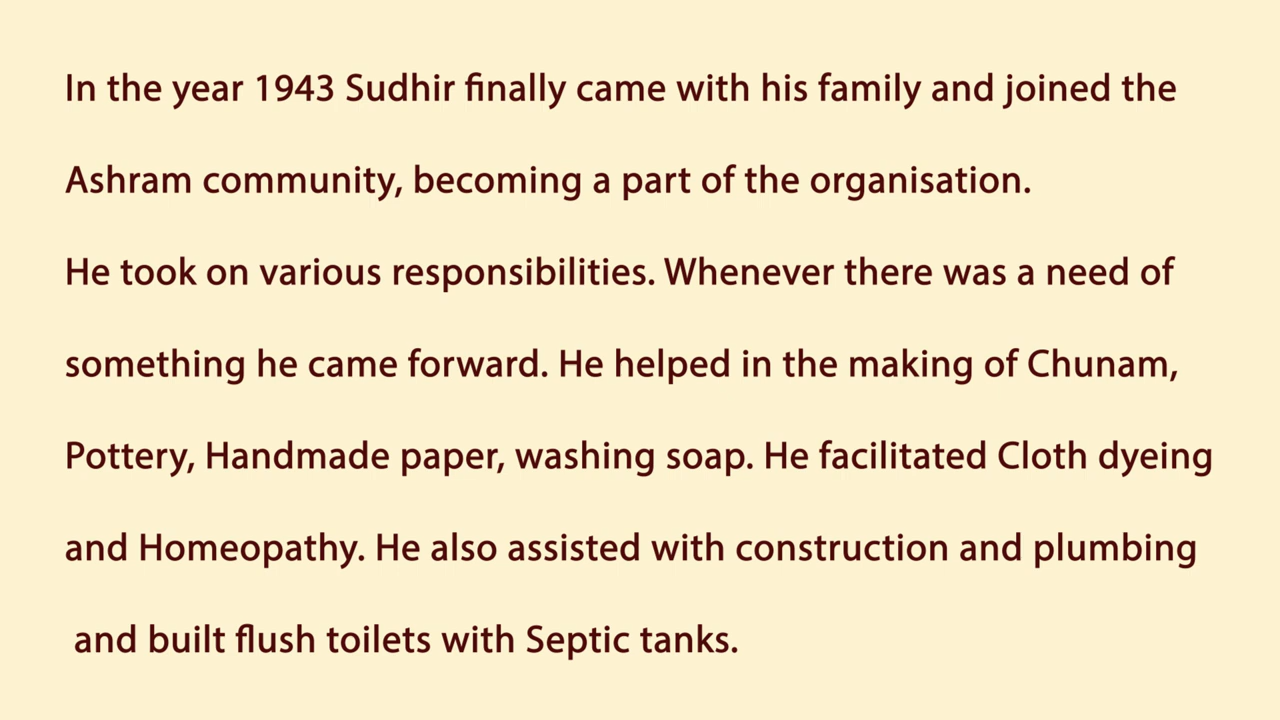 In the year 1943 Sudhir finally came with his family and joined the
Ashram community, becoming a part of the organisation.
He took on various responsibilities. Whenever there was a need of
something he came forward. He helped in the making of Chunam,
Pottery, Handmade paper, washing soap. He facilitated Cloth dyeing
and Homeopathy. He also assisted with construction and plumbing
and built flush toilets with Septic tanks.